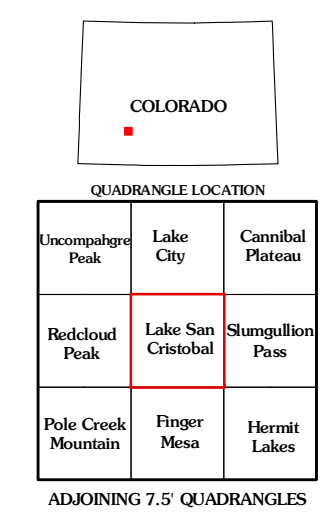 COLORADO
QUADRANGLE LOCATION
Uncompahgre
Peak
Lake
City
Cannibal
Plateau
Redcloud
Peak
Lake San
Cristobal
Slumgullion
Pass
Pole Creek
Mountain
Finger
Mesa
Hermit
Lakes
ADJOINING 7.5' QUADRANGLES